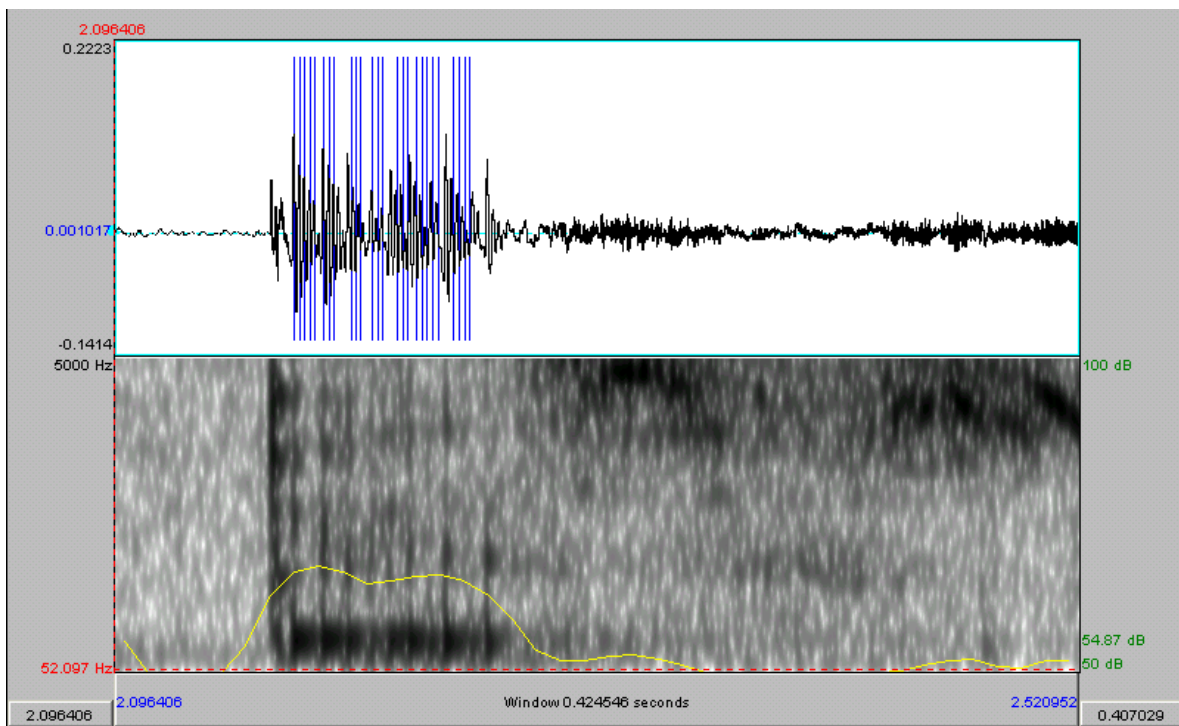 2.096406
0.2223
0.001017
-0.1414
5000 Hz
100 dB
54.87 dB
52.097 Hz
50 dB
2.096406
2.096406
Window 0.424546 seconds
2.520952
0.407029